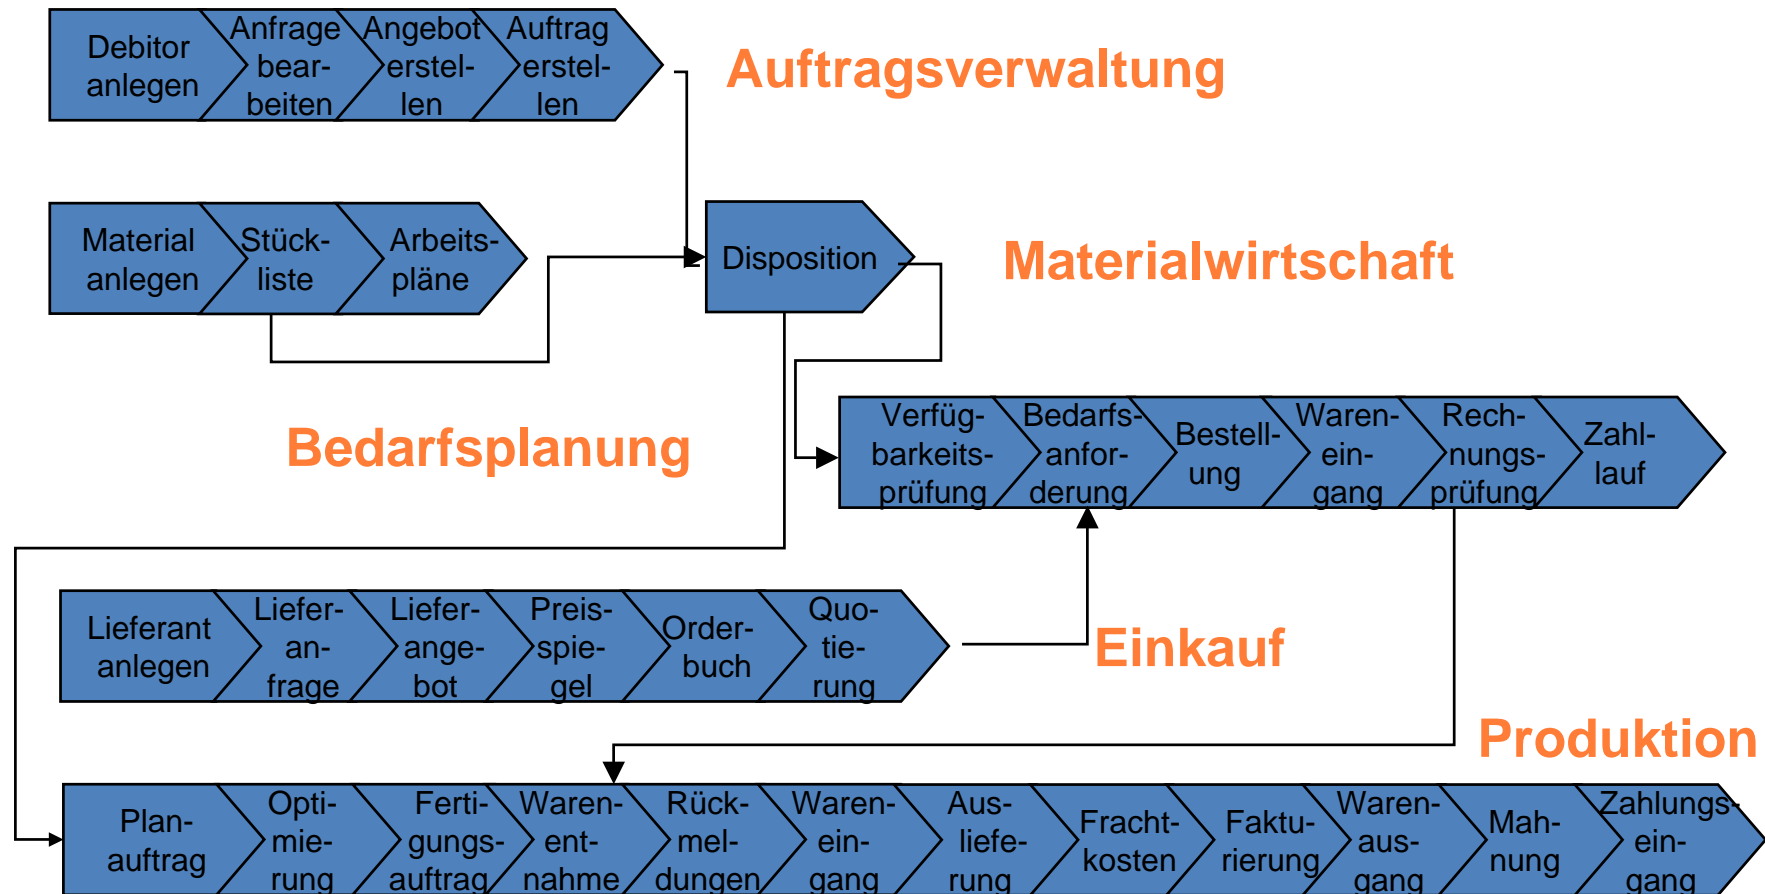 Debitor
anlegen
Anfrage
bear-
beiten
Angebot
erstel-
len
Auftrag
erstel-
len
Auftragsverwaltung
Material
anlegen
Stück-
liste
Arbeits-
pläne
Disposition
Materialwirtschaft
Bedarfsplanung
Verfüg-
barkeits-
prüfung
Bedarfs-
anfor-
derung
Bestell-
ung
Waren-
ein-
gang
Rech-
nungs-
prüfung
Zahl-
lauf
Lieferant
anlegen
Liefer-
an-
frage
Liefer-
ange-
bot
Preis-
spie-
gel
Order-
buch
Quo-
tie-
rung
Einkauf
Produktion
Plan-
auftrag
Opti-
mie-
rung
Ferti-
gungs-
auftrag
Waren-
ent-
nahme
Rück-
mel-
dungen
Waren-
ein-
gang
Aus-
liefe-
rung
Fracht-
kosten
Faktu-
rierung
Waren-
aus-
gang
Mah-
nung
Zahlungs-
ein-
gang